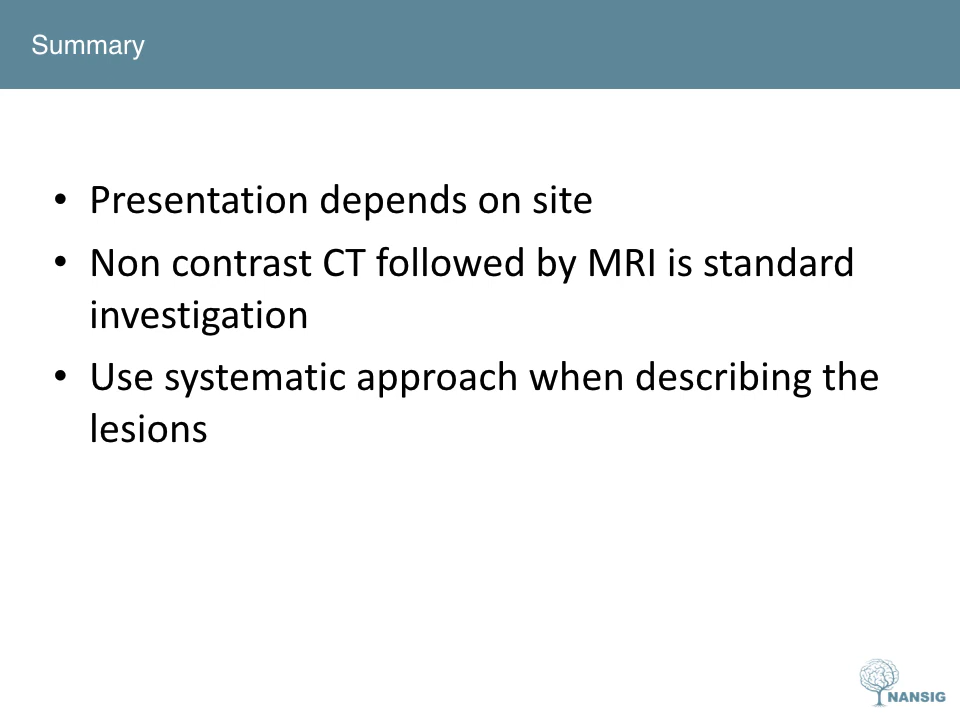 Summary
• Presentation depends on site
• Non contrast CT followed by MRI is standard
investigation
• Use systematic approach when describing the
lesions
NANSIG